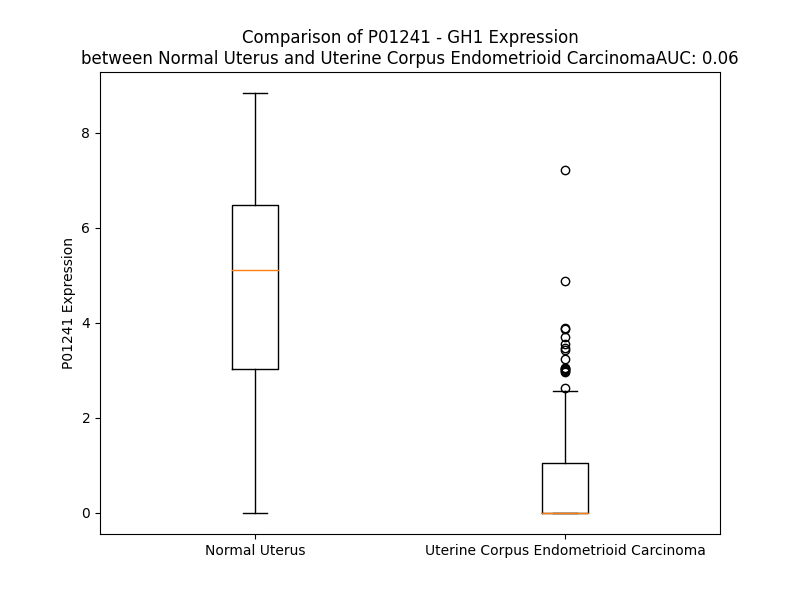 Comparison of P01241 - GH1 Expression
between Normal Uterus and Uterine Corpus Endometrioid CarcinomaAUC: 0.06
8
6
4
2
0
P01241 Expression
Normal Uterus
Uterine Corpus Endometrioid Carcinoma